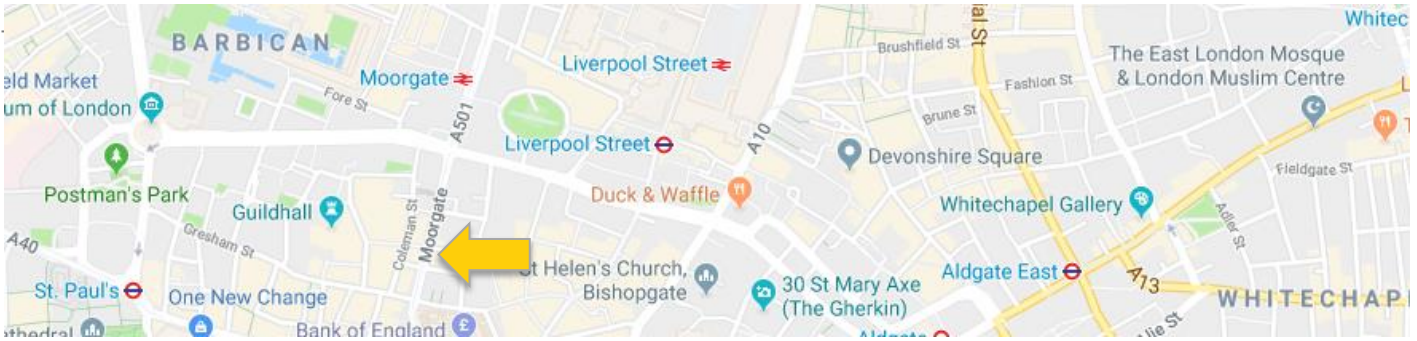 Whitec
BARBICAN
Brushfield St
The East London Mosque
& London Muslim Centre
Liverpool Street
Moorgate
eld Market
um of London
Fore St
A501
Fashion St
Brune St
A10
Liverpool Street
Devonshire Square
Fieldgate St
Postman's Park
Duck & Waffle
Whitechapel Gallery
Guildhall
Coleman St
Moorgate
Adler St
A40
Gresham St
St Helen's Church,
Bishopgate
Aldgate East
30 St Mary Axe
(The Gherkin)
A13
St. Paul's
One New Change
WHITECHAP
Bank of England
Aldgate